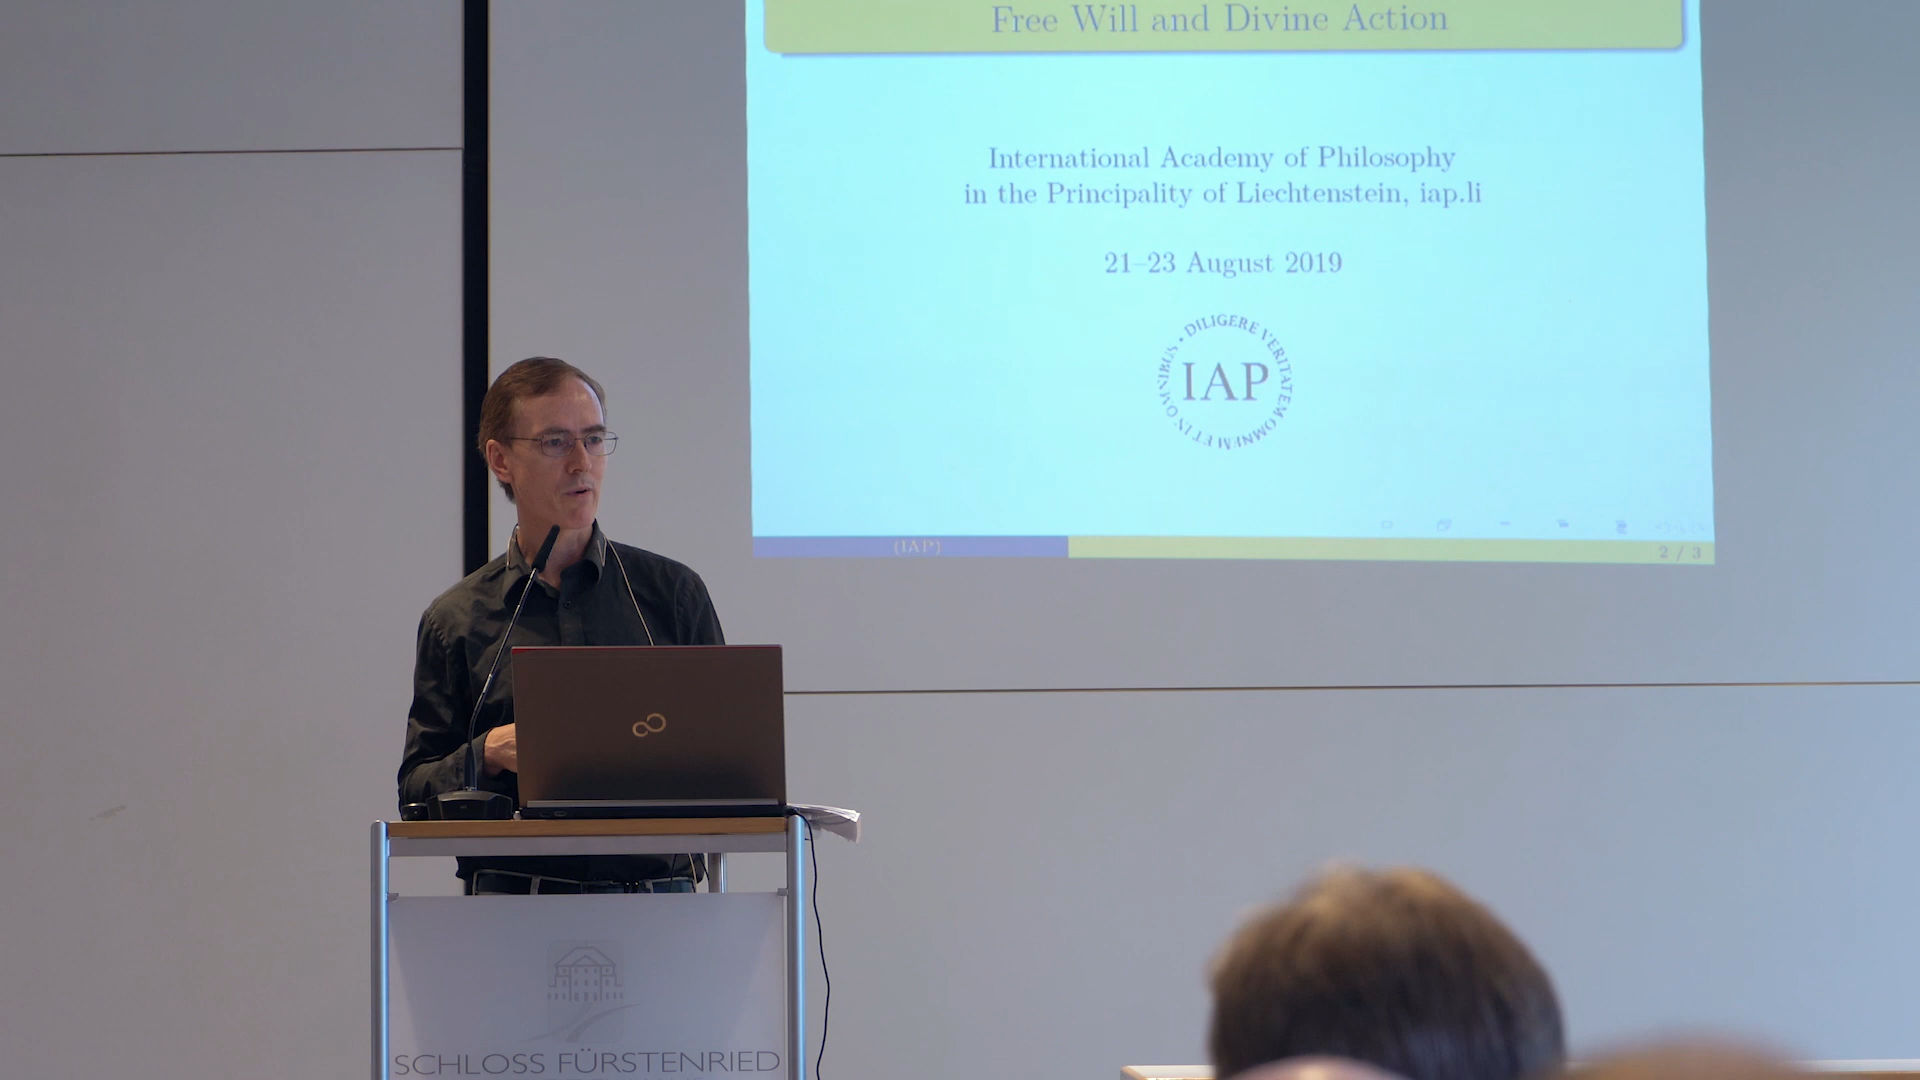 Free Will and Divine Action
International Academy of Philosophy
in the Principality of Liechtenstein, iap.li
21–23 August 2019
DILIGERE VERITATEM OMNEM ET IN OMNIBUS •
IAP
(IAP)
2 / 3
SCHLOSS FÜRSTENRIED